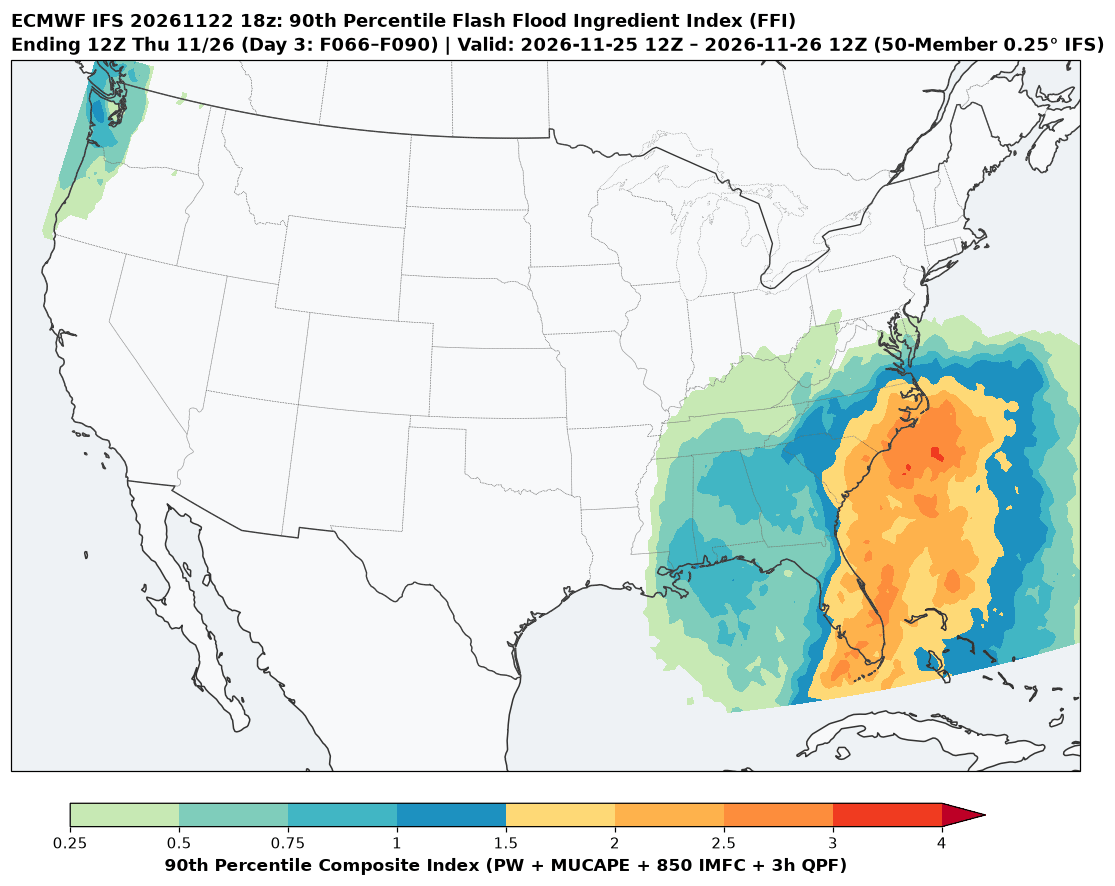 ECMWF IFS 20261122 18z: 90th Percentile Flash Flood Ingredient Index (FFI)
Ending 12Z Thu 11/26 (Day 3: F066–F090) | Valid: 2026-11-25 12Z – 2026-11-26 12Z (50-Member 0.25° IFS)
0.25 0.5 0.75 1 1.5 2 2.5 3 4
90th Percentile Composite Index (PW + MUCAPE + 850 IMFC + 3h QPF)